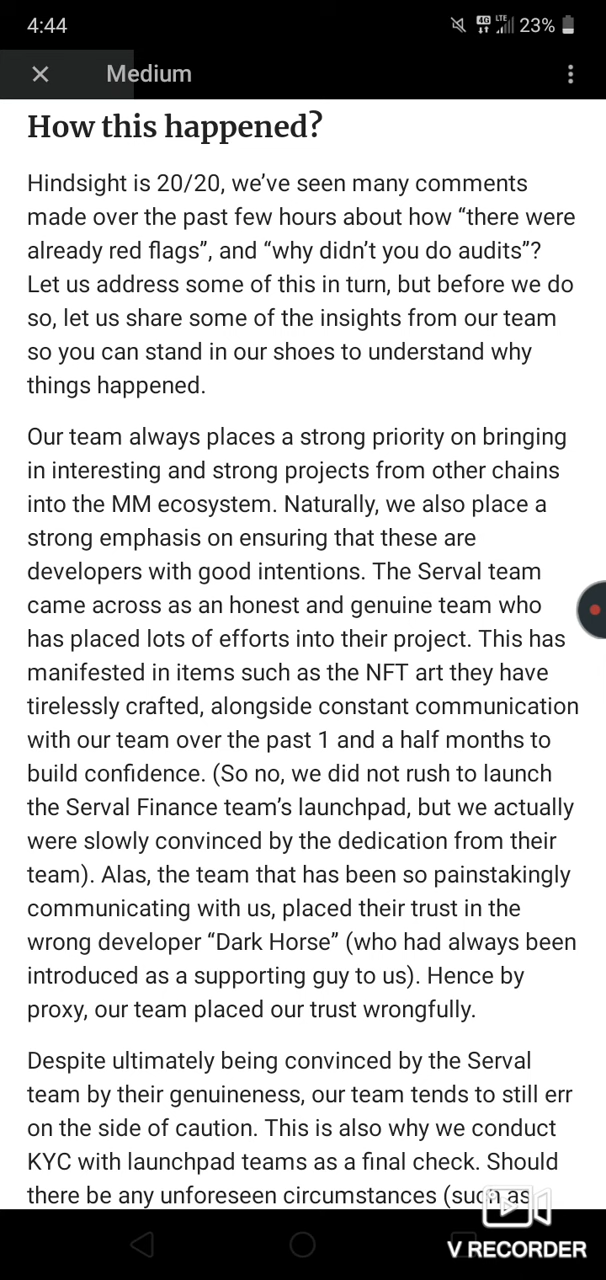 4:44
4G LTE 23%
Medium
How this happened?
Hindsight is 20/20, we’ve seen many comments
made over the past few hours about how “there were
already red flags”, and “why didn’t you do audits”?
Let us address some of this in turn, but before we do
so, let us share some of the insights from our team
so you can stand in our shoes to understand why
things happened.
Our team always places a strong priority on bringing
in interesting and strong projects from other chains
into the MM ecosystem. Naturally, we also place a
strong emphasis on ensuring that these are
developers with good intentions. The Serval team
came across as an honest and genuine team who
has placed lots of efforts into their project. This has
manifested in items such as the NFT art they have
tirelessly crafted, alongside constant communication
with our team over the past 1 and a half months to
build confidence. (So no, we did not rush to launch
the Serval Finance team’s launchpad, but we actually
were slowly convinced by the dedication from their
team). Alas, the team that has been so painstakingly
communicating with us, placed their trust in the
wrong developer “Dark Horse” (who had always been
introduced as a supporting guy to us). Hence by
proxy, our team placed our trust wrongfully.
Despite ultimately being convinced by the Serval
team by their genuineness, our team tends to still err
on the side of caution. This is also why we conduct
KYC with launchpad teams as a final check. Should
there be any unforeseen circumstances (such as
V RECORDER